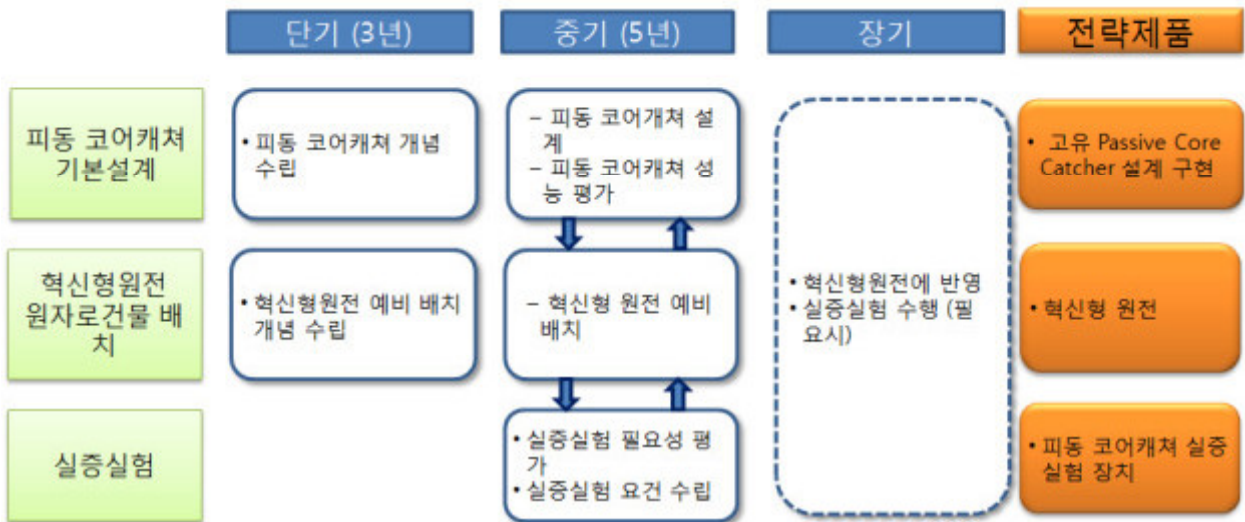 단기 (3년)
중기 (5년)
장기
전략제품
피동 코어캐쳐
기본설계
• 피동 코어캐쳐 개념
수립
– 피동 코어개쳐 설
계
– 피동 코어캐쳐 성
능 평가
• 고유 Passive Core
Catcher 설계 구현
혁신형원전
원자로건물 배
치
• 혁신형원전 예비 배치
개념 수립
– 혁신형 원전 예비
배치
• 혁신형원전에 반영
• 실증실험 수행 (필
요시)
• 혁신형 원전
실증실험
• 실증실험 필요성 평
가
• 실증실험 요건 수립
• 피동 코어캐쳐 실증
실험 장치